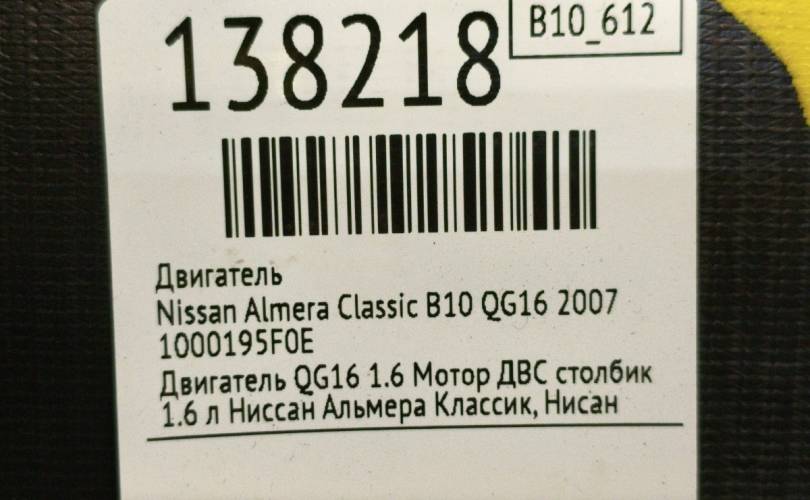 138218
B10_612
Двигатель
Nissan Almera Classic B10 QG16 2007
1000195F0E
Двигатель QG16 1.6 Мотор ДВС столбик
1.6 л Ниссан Альмера Классик, Нисан